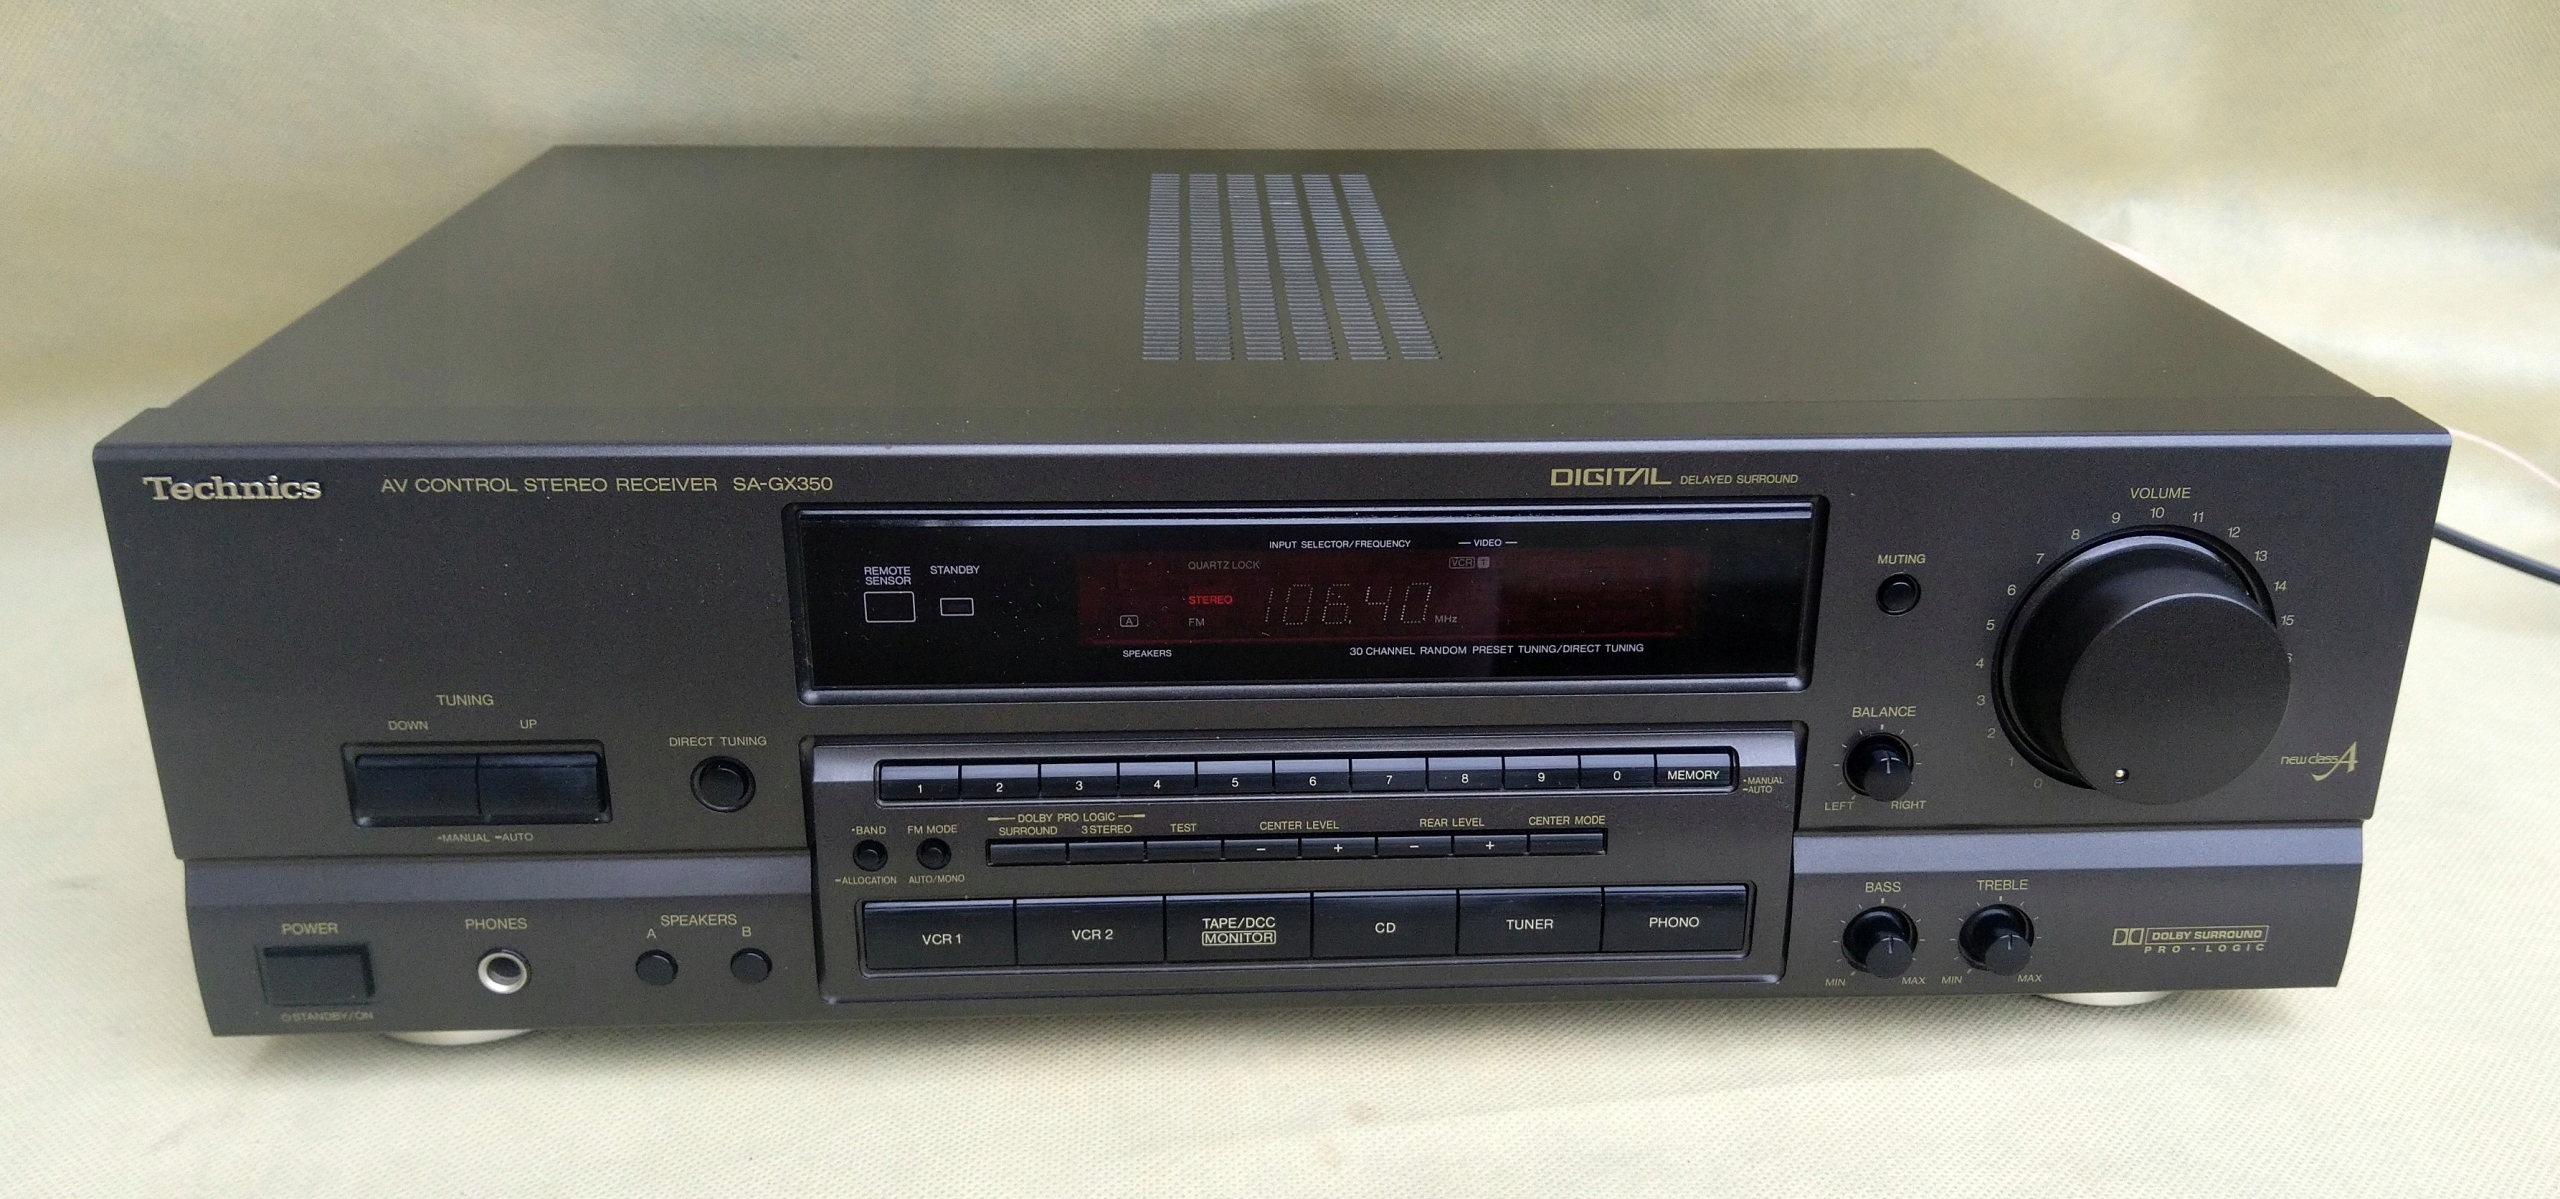 Technics
AV CONTROL STEREO RECEIVER SA-GX350
DIGITAL DELAYED SURROUND
REMOTE SENSOR
STANDBY
INPUT SELECTOR/FREQUENCY
— VIDEO —
QUARTZ LOCK
VCR 1
STEREO
106.40
A
FM
MHz
SPEAKERS
30 CHANNEL RANDOM PRESET TUNING/DIRECT TUNING
MUTING
VOLUME
0 1 2 3 4 5 6 7 8 9 10 11 12 13 14 15
BALANCE
LEFT RIGHT
new class A
TUNING
DOWN UP
•MANUAL ━AUTO
DIRECT TUNING
1 2 3 4 5 6 7 8 9 0 MEMORY
•MANUAL
━AUTO
•BAND
━ALLOCATION
FM MODE
AUTO/MONO
DOLBY PRO LOGIC
SURROUND 3 STEREO
TEST
CENTER LEVEL
− +
REAR LEVEL
− +
CENTER MODE
VCR 1
VCR 2
TAPE/DCC
MONITOR
CD
TUNER
PHONO
POWER
STANDBY/ON
PHONES
SPEAKERS
A B
BASS
MIN MAX
TREBLE
MIN MAX
DOLBY SURROUND
PRO • LOGIC